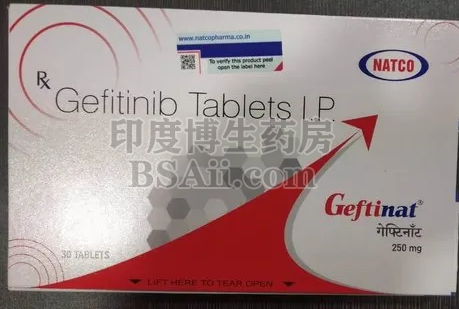 www.natcopharma.co.in
To verify this product peel
open the label here
NATCO
Rx
Gefitinib Tablets I.P.
印度博生药房
BSAii.com
Geftinat®
गेफ्टिनॉट
250 mg
30 TABLETS
LIFT HERE TO TEAR OPEN